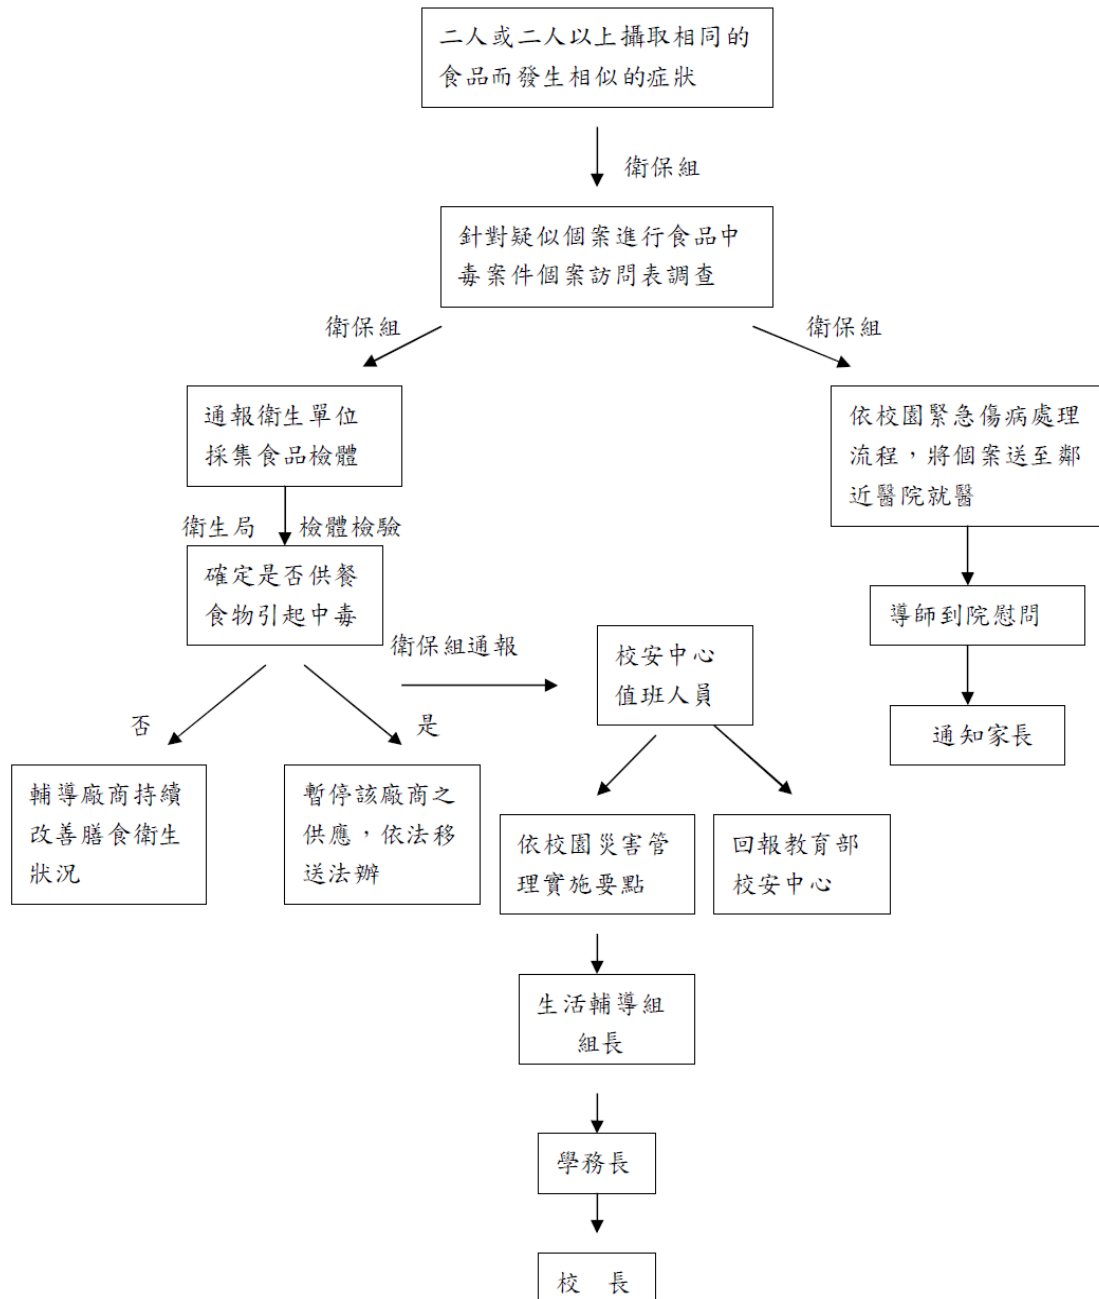 二人或二人以上攝取相同的
食品而發生相似的症狀
衛保組
針對疑似個案進行食品中
毒案件個案訪問表調查
衛保組
衛保組
通報衛生單位
採集食品檢體
依校園緊急傷病處理
流程，將個案送至鄰
近醫院就醫
衛生局
檢體檢驗
確定是否供餐
食物引起中毒
導師到院慰問
衛保組通報
校安中心
值班人員
通知家長
否
是
輔導廠商持續
改善膳食衛生
狀況
暫停該廠商之
供應，依法移
送法辦
依校園災害管
理實施要點
回報教育部
校安中心
生活輔導組
組長
學務長
校 長